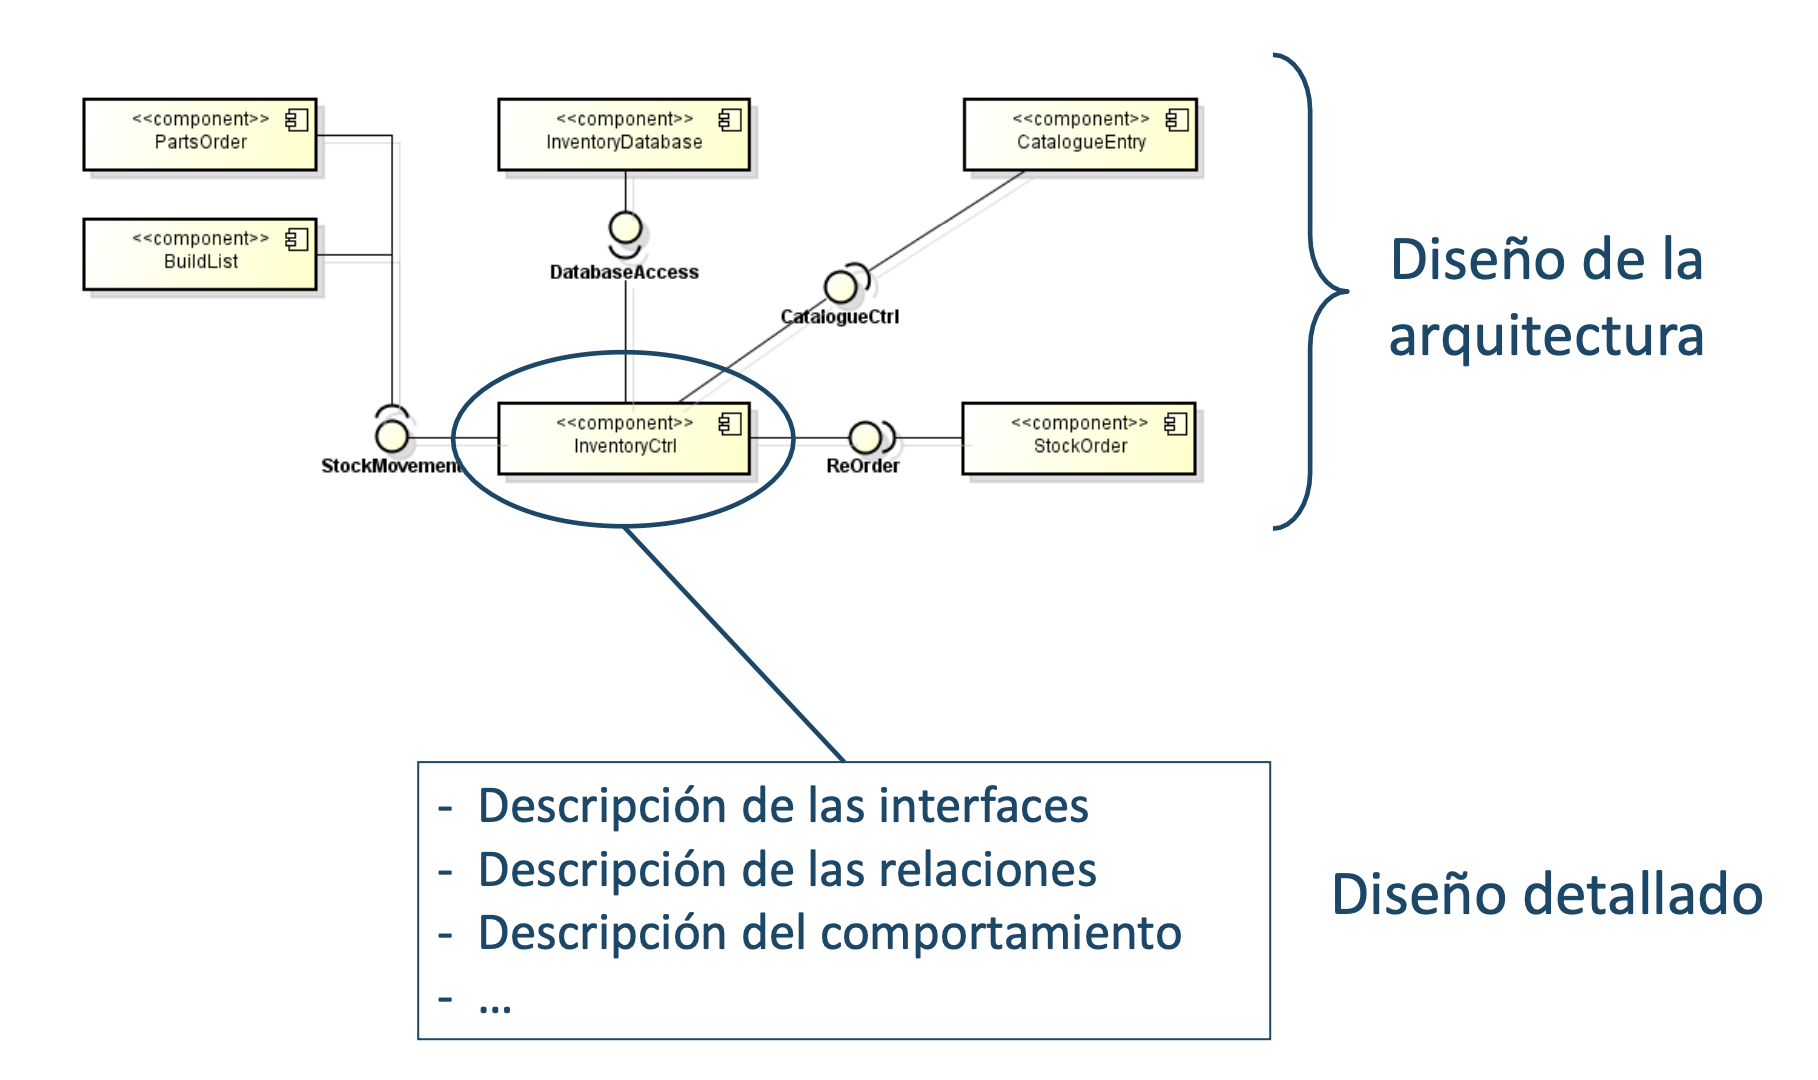 <<component>>
PartsOrder
<<component>>
InventoryDatabase
<<component>>
CatalogueEntry
<<component>>
BuildList
DatabaseAccess
CatalogueCtrl
Diseño de la
arquitectura
<<component>>
InventoryCtrl
<<component>>
StockOrder
StockMovement
ReOrder
- Descripción de las interfaces
- Descripción de las relaciones
- Descripción del comportamiento
- ...
Diseño detallado